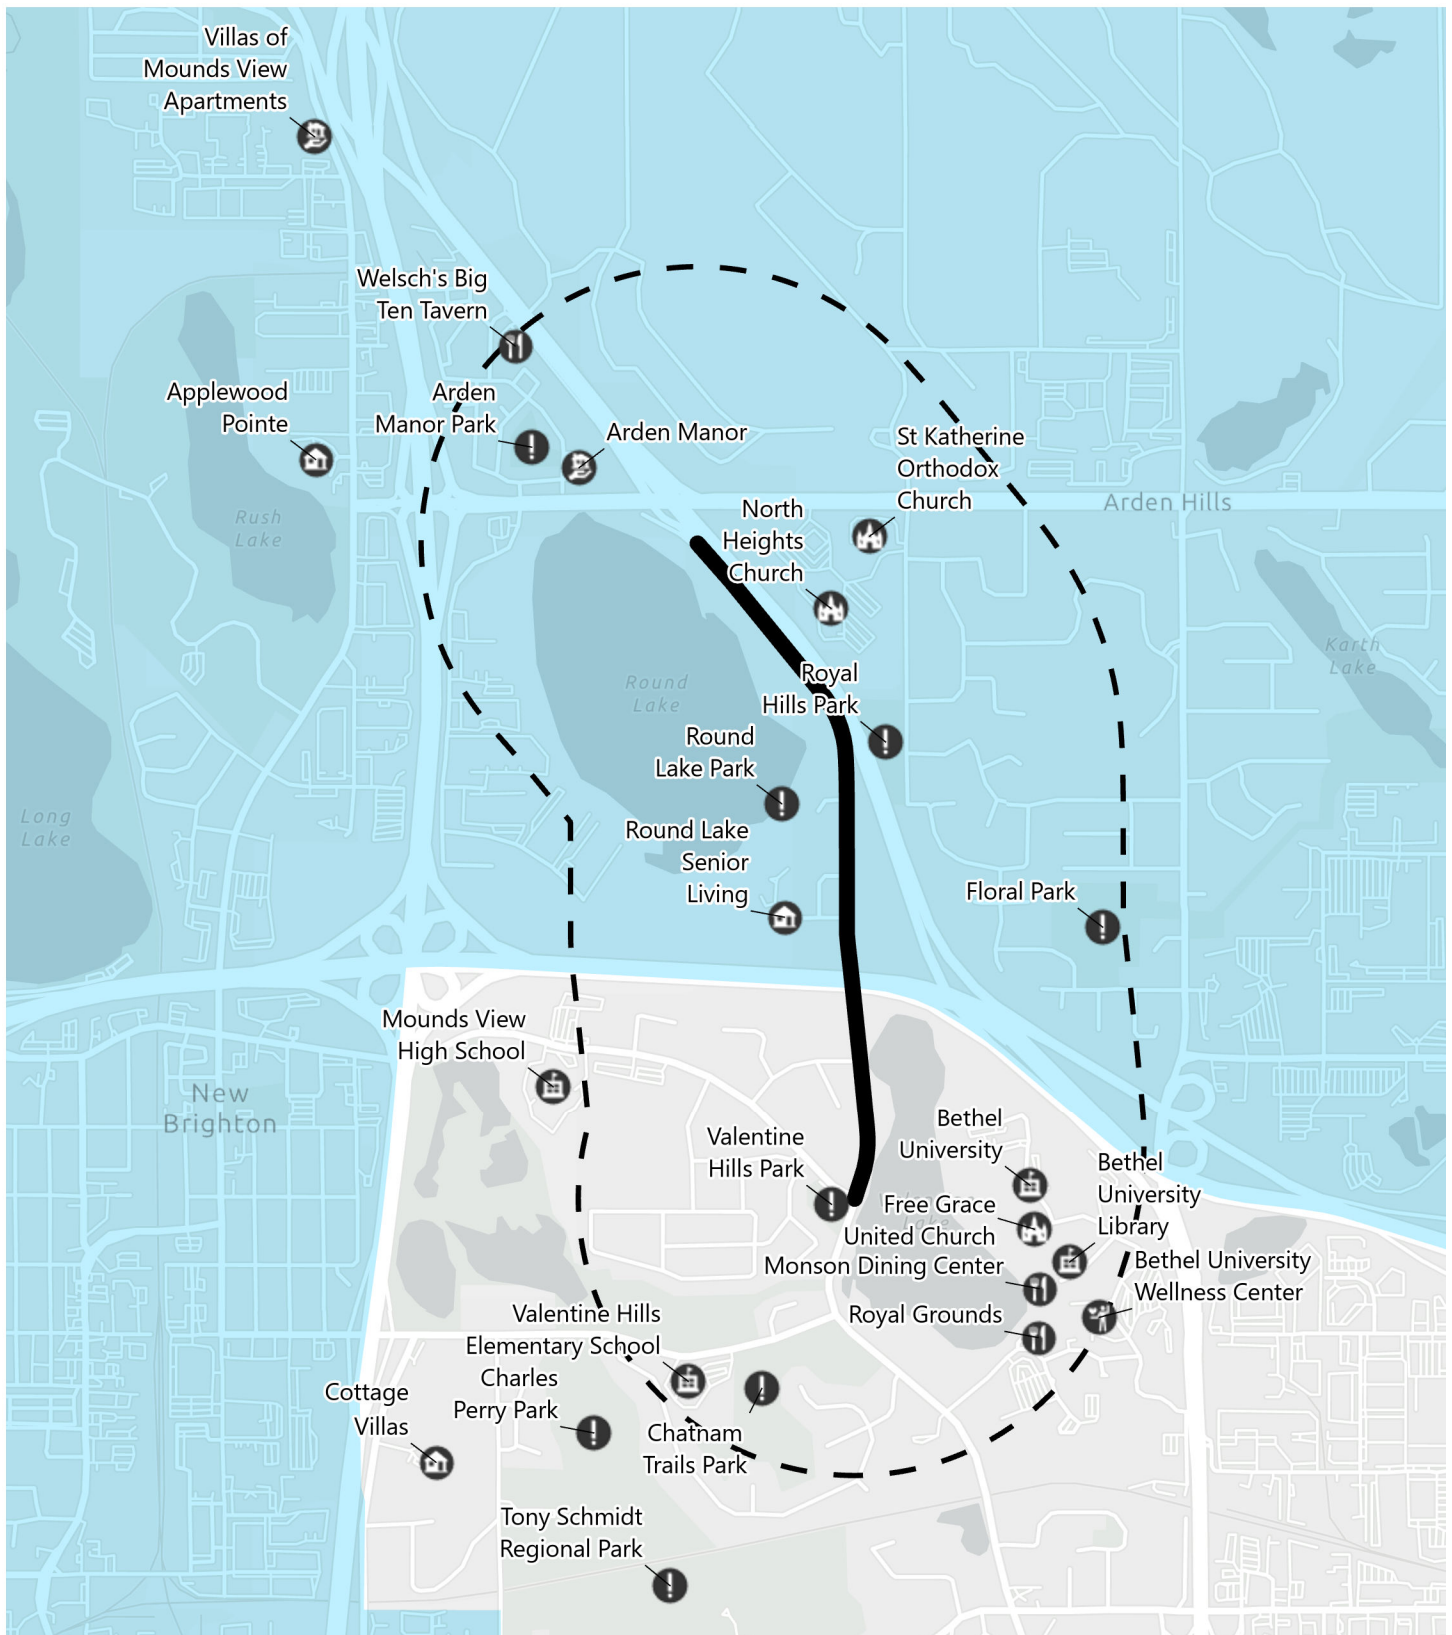 Villas of
Mounds View
Apartments
Welsch's Big
Ten Tavern
Applewood
Pointe
Arden
Manor Park
Arden Manor
St Katherine
Orthodox
Church
Arden Hills
North
Heights
Church
Rush
Lake
Karth
Lake
Round
Lake
Royal
Hills Park
Round
Lake Park
Long
Lake
Round Lake
Senior
Living
Floral Park
Mounds View
High School
New
Brighton
Bethel
University
Valentine
Hills Park
Bethel
University
Library
Free Grace
United Church
Lake
Monson Dining Center
Bethel University
Wellness Center
Royal Grounds
Valentine Hills
Elementary School
Charles
Perry Park
Cottage
Villas
Chatham
Trails Park
Tony Schmidt
Regional Park